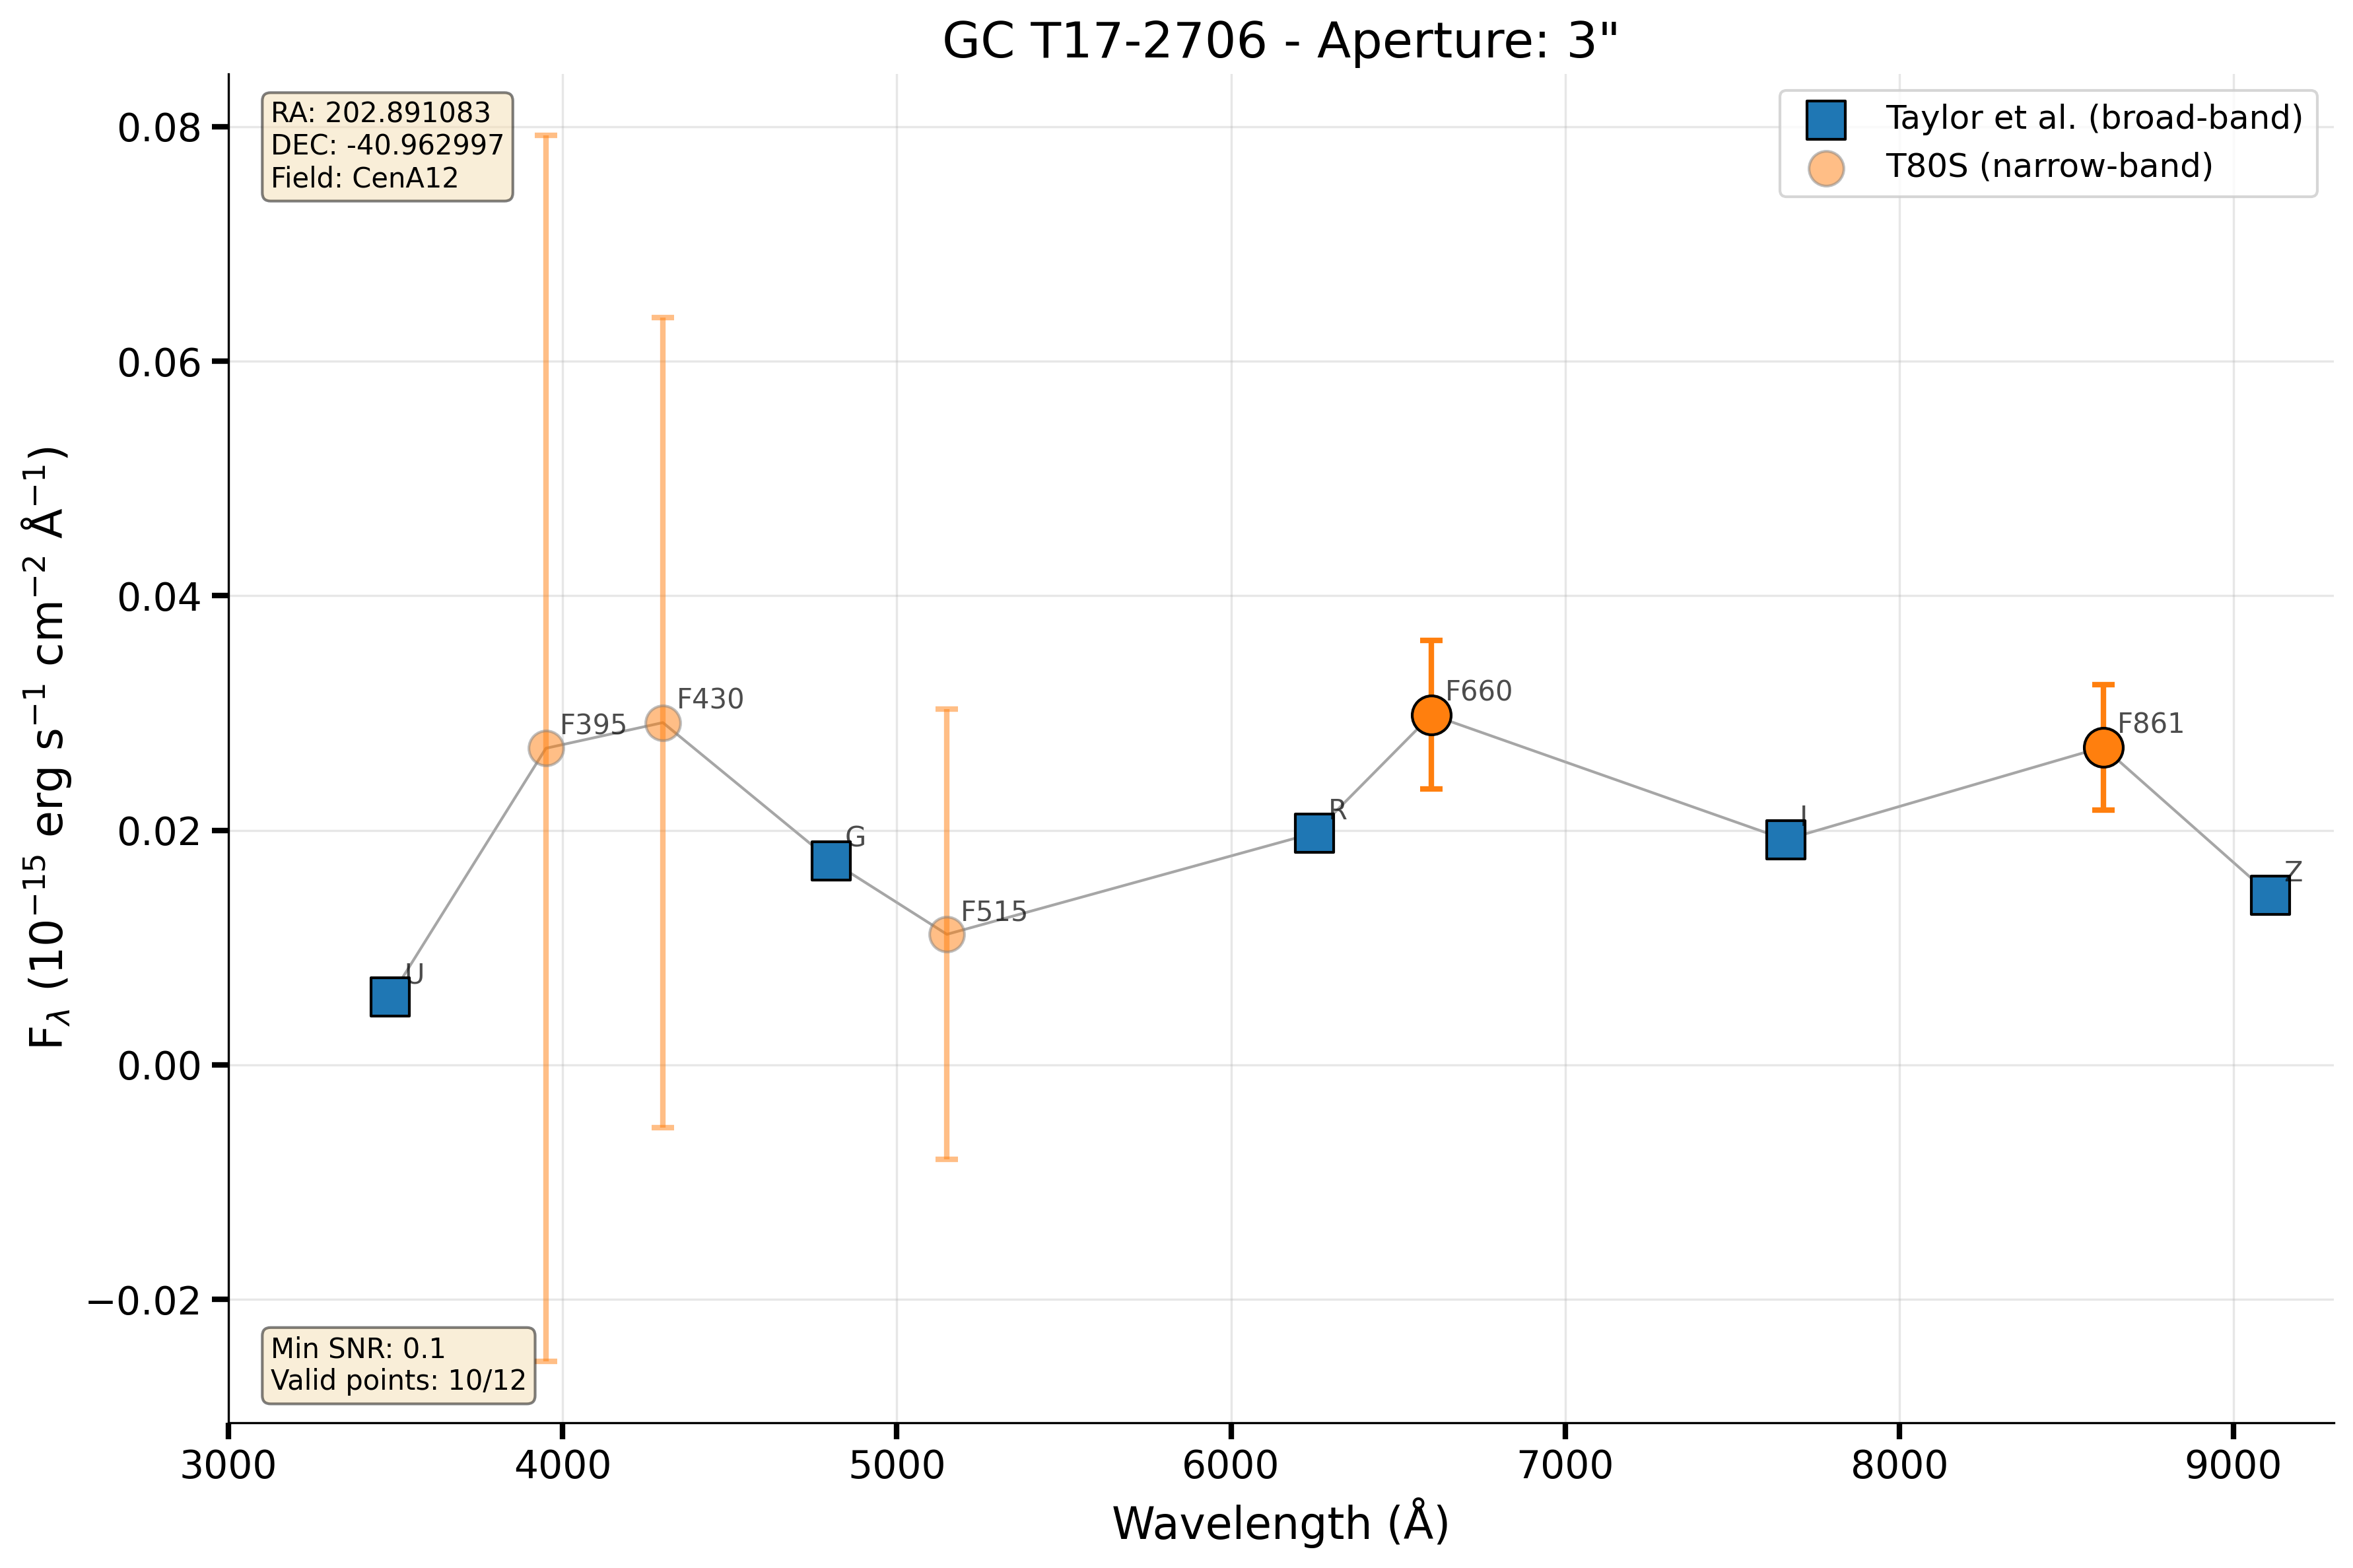 GC T17-2706 - Aperture: 3"
RA: 202.891083
DEC: -40.962997
Field: CenA12
Taylor et al. (broad-band)
T80S (narrow-band)
F_λ (10⁻¹⁵ erg s⁻¹ cm⁻² Å⁻¹)
0.08
0.06
0.04
0.02
0.00
−0.02
U
F395
F430
G
F515
R
F660
I
F861
Z
Min SNR: 0.1
Valid points: 10/12
3000
4000
5000
6000
7000
8000
9000
Wavelength (Å)